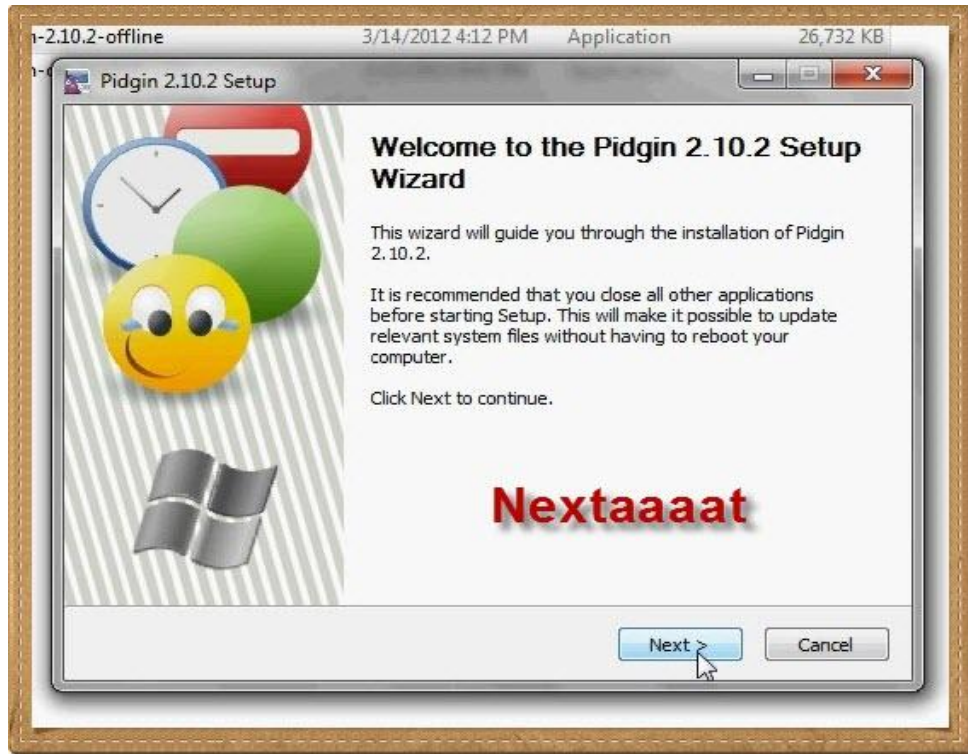 -2.10.2-offline 3/14/2012 4:12 PM Application 26,732 KB
Pidgin 2.10.2 Setup
Welcome to the Pidgin 2.10.2 Setup
Wizard
This wizard will guide you through the installation of Pidgin
2.10.2.
It is recommended that you close all other applications
before starting Setup. This will make it possible to update
relevant system files without having to reboot your
computer.
Click Next to continue.
Nextaaaat
Next >
Cancel